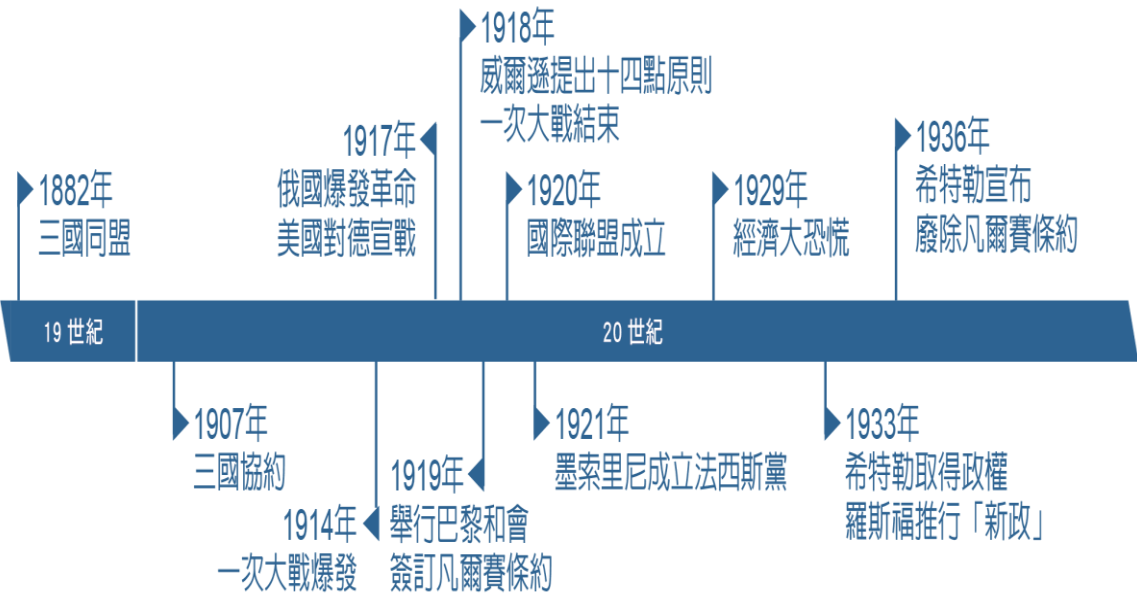 1882年
三國同盟
1917年
俄國爆發革命
美國對德宣戰
1918年
威爾遜提出十四點原則
一次大戰結束
1920年
國際聯盟成立
1929年
經濟大恐慌
1936年
希特勒宣布
廢除凡爾賽條約
19 世紀
20 世紀
1907年
三國協約
1914年
一次大戰爆發
1919年
舉行巴黎和會
簽訂凡爾賽條約
1921年
墨索里尼成立法西斯黨
1933年
希特勒取得政權
羅斯福推行「新政」